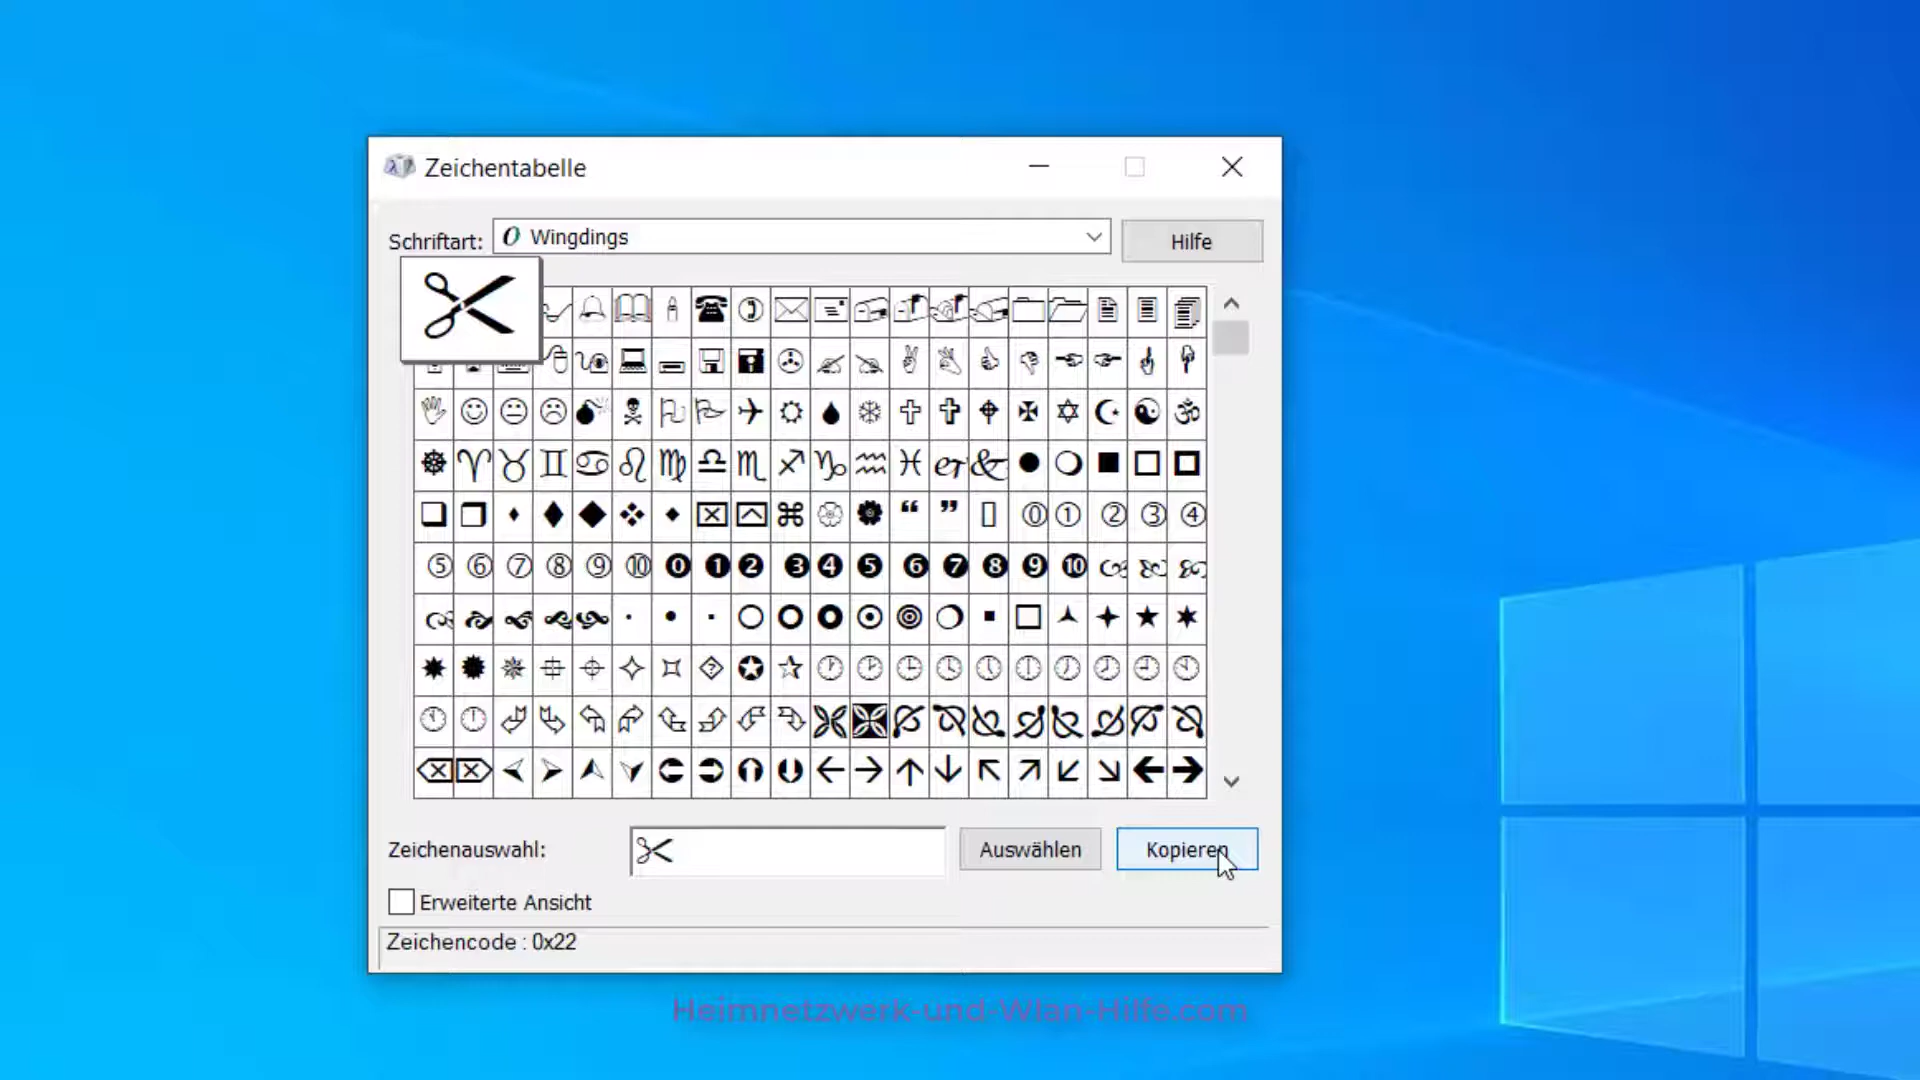 Zeichentabelle
Schriftart: O Wingdings Hilfe
Zeichenauswahl: ✂ Auswählen Kopieren
Erweiterte Ansicht
Zeichencode : 0x22
Heimnetzwerk-und-Wlan-Hilfe.com